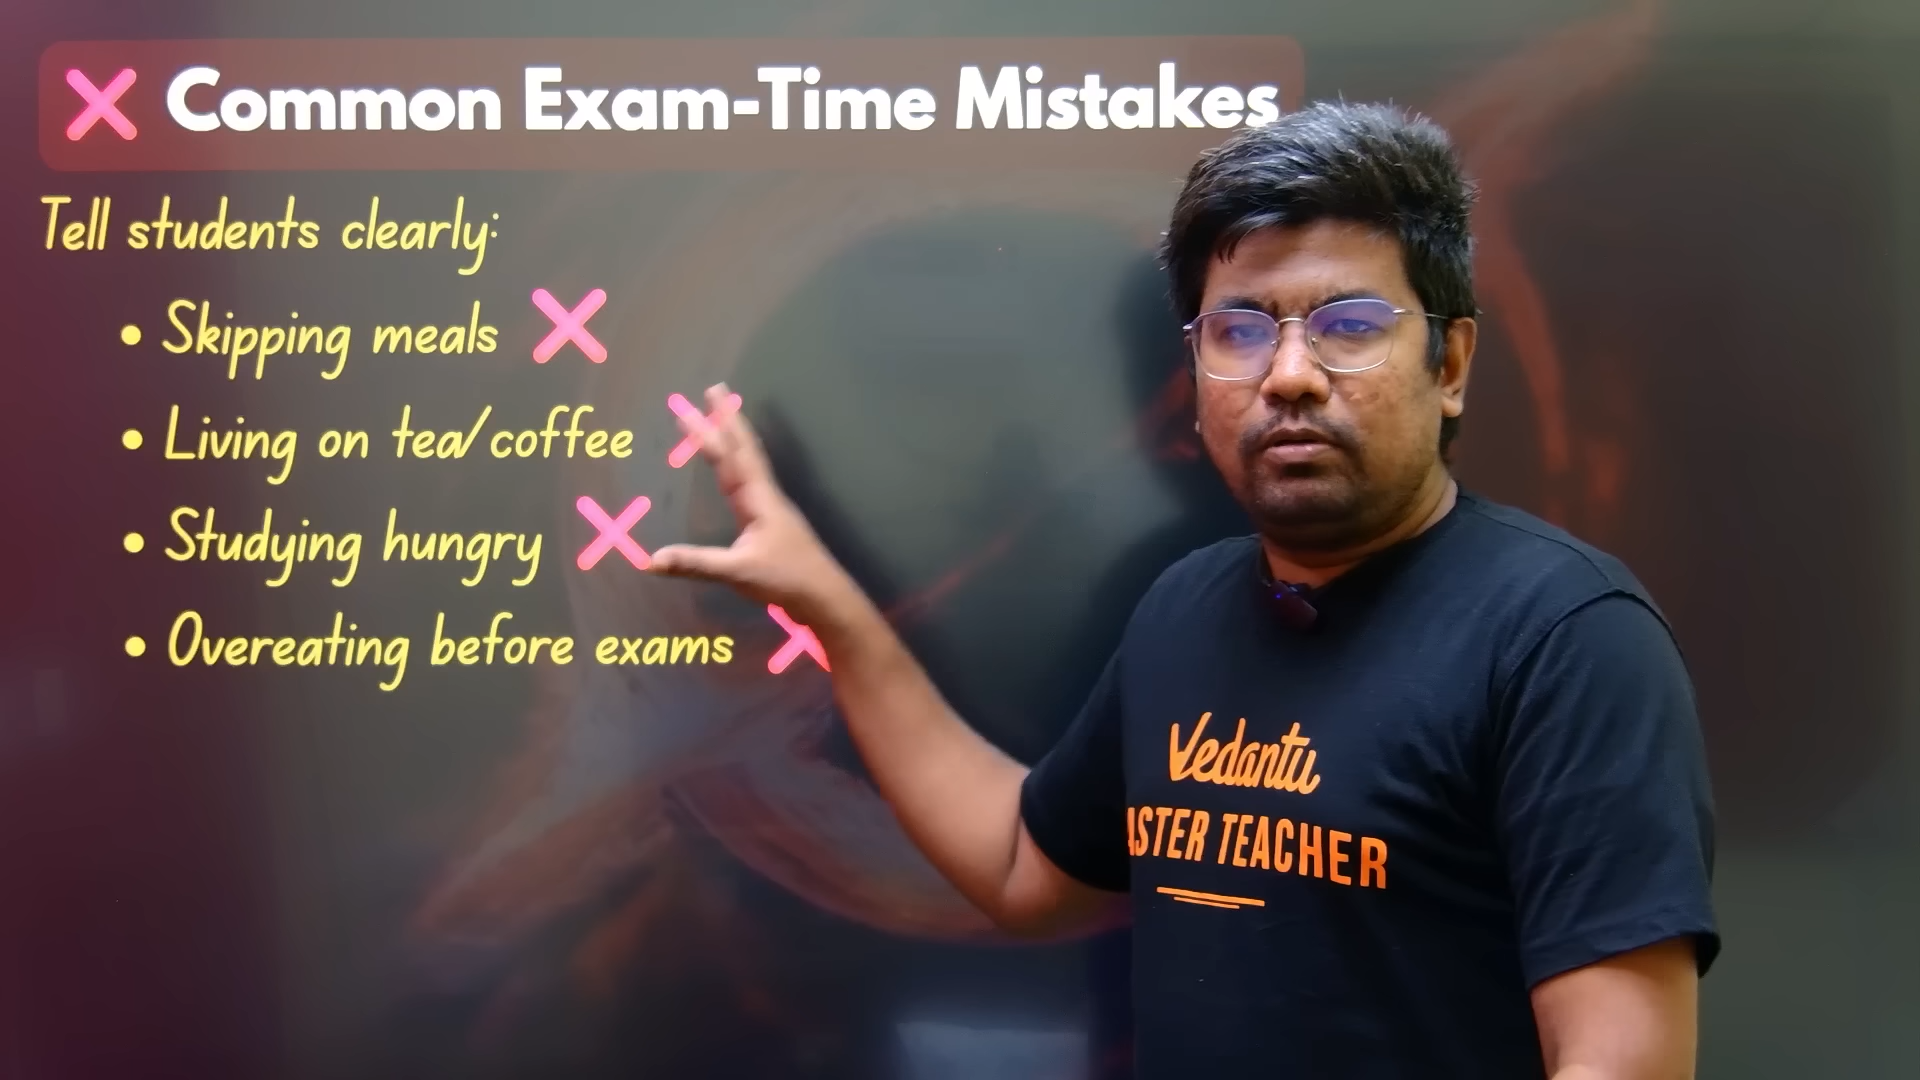 ❌ Common Exam-Time Mistakes
Tell students clearly:
• Skipping meals ❌
• Living on tea/coffee ❌
• Studying hungry ❌
• Overeating before exams ❌
Vedantu
ASTER TEACHER